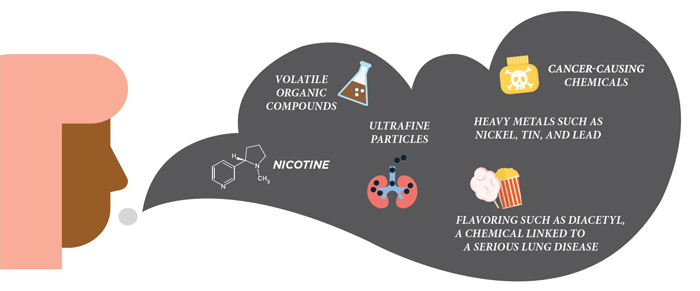 VOLATILE
ORGANIC
COMPOUNDS
ULTRAFINE
PARTICLES
CANCER-CAUSING
CHEMICALS
HEAVY METALS SUCH AS
NICKEL, TIN, AND LEAD
H
N
N
CH3
NICOTINE
FLAVORING SUCH AS DIACETYL,
A CHEMICAL LINKED TO
A SERIOUS LUNG DISEASE